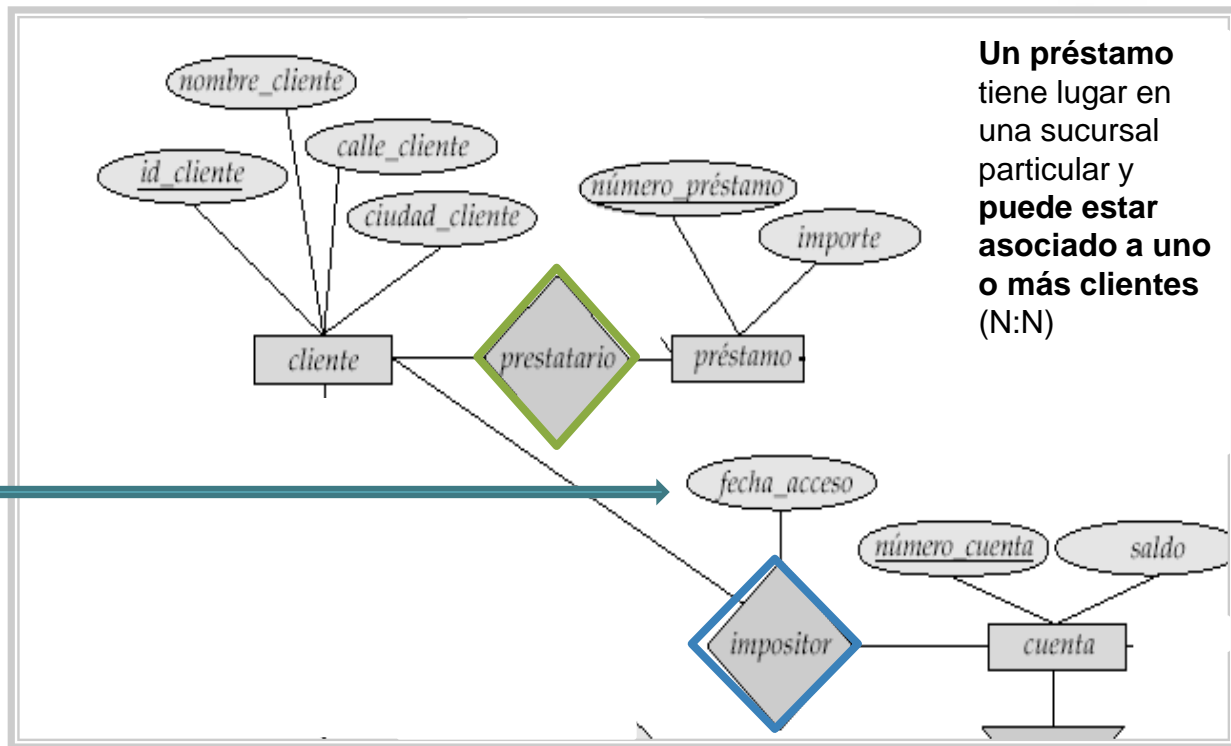 nombre_cliente
id_cliente
calle_cliente
ciudad_cliente
cliente
prestatario
número_préstamo
importe
préstamo
Un préstamo
tiene lugar en
una sucursal
particular y
puede estar
asociado a uno
o más clientes
(N:N)
fecha_acceso
impositor
número_cuenta
saldo
cuenta